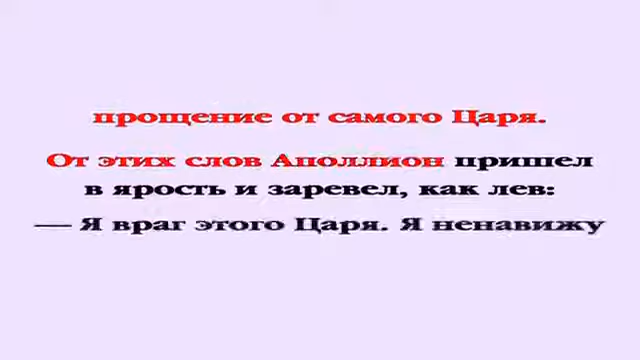 прощение от самого Царя.
От этих слов Аполлион пришел
в ярость и заревел, как лев:
— Я враг этого Царя. Я ненавижу